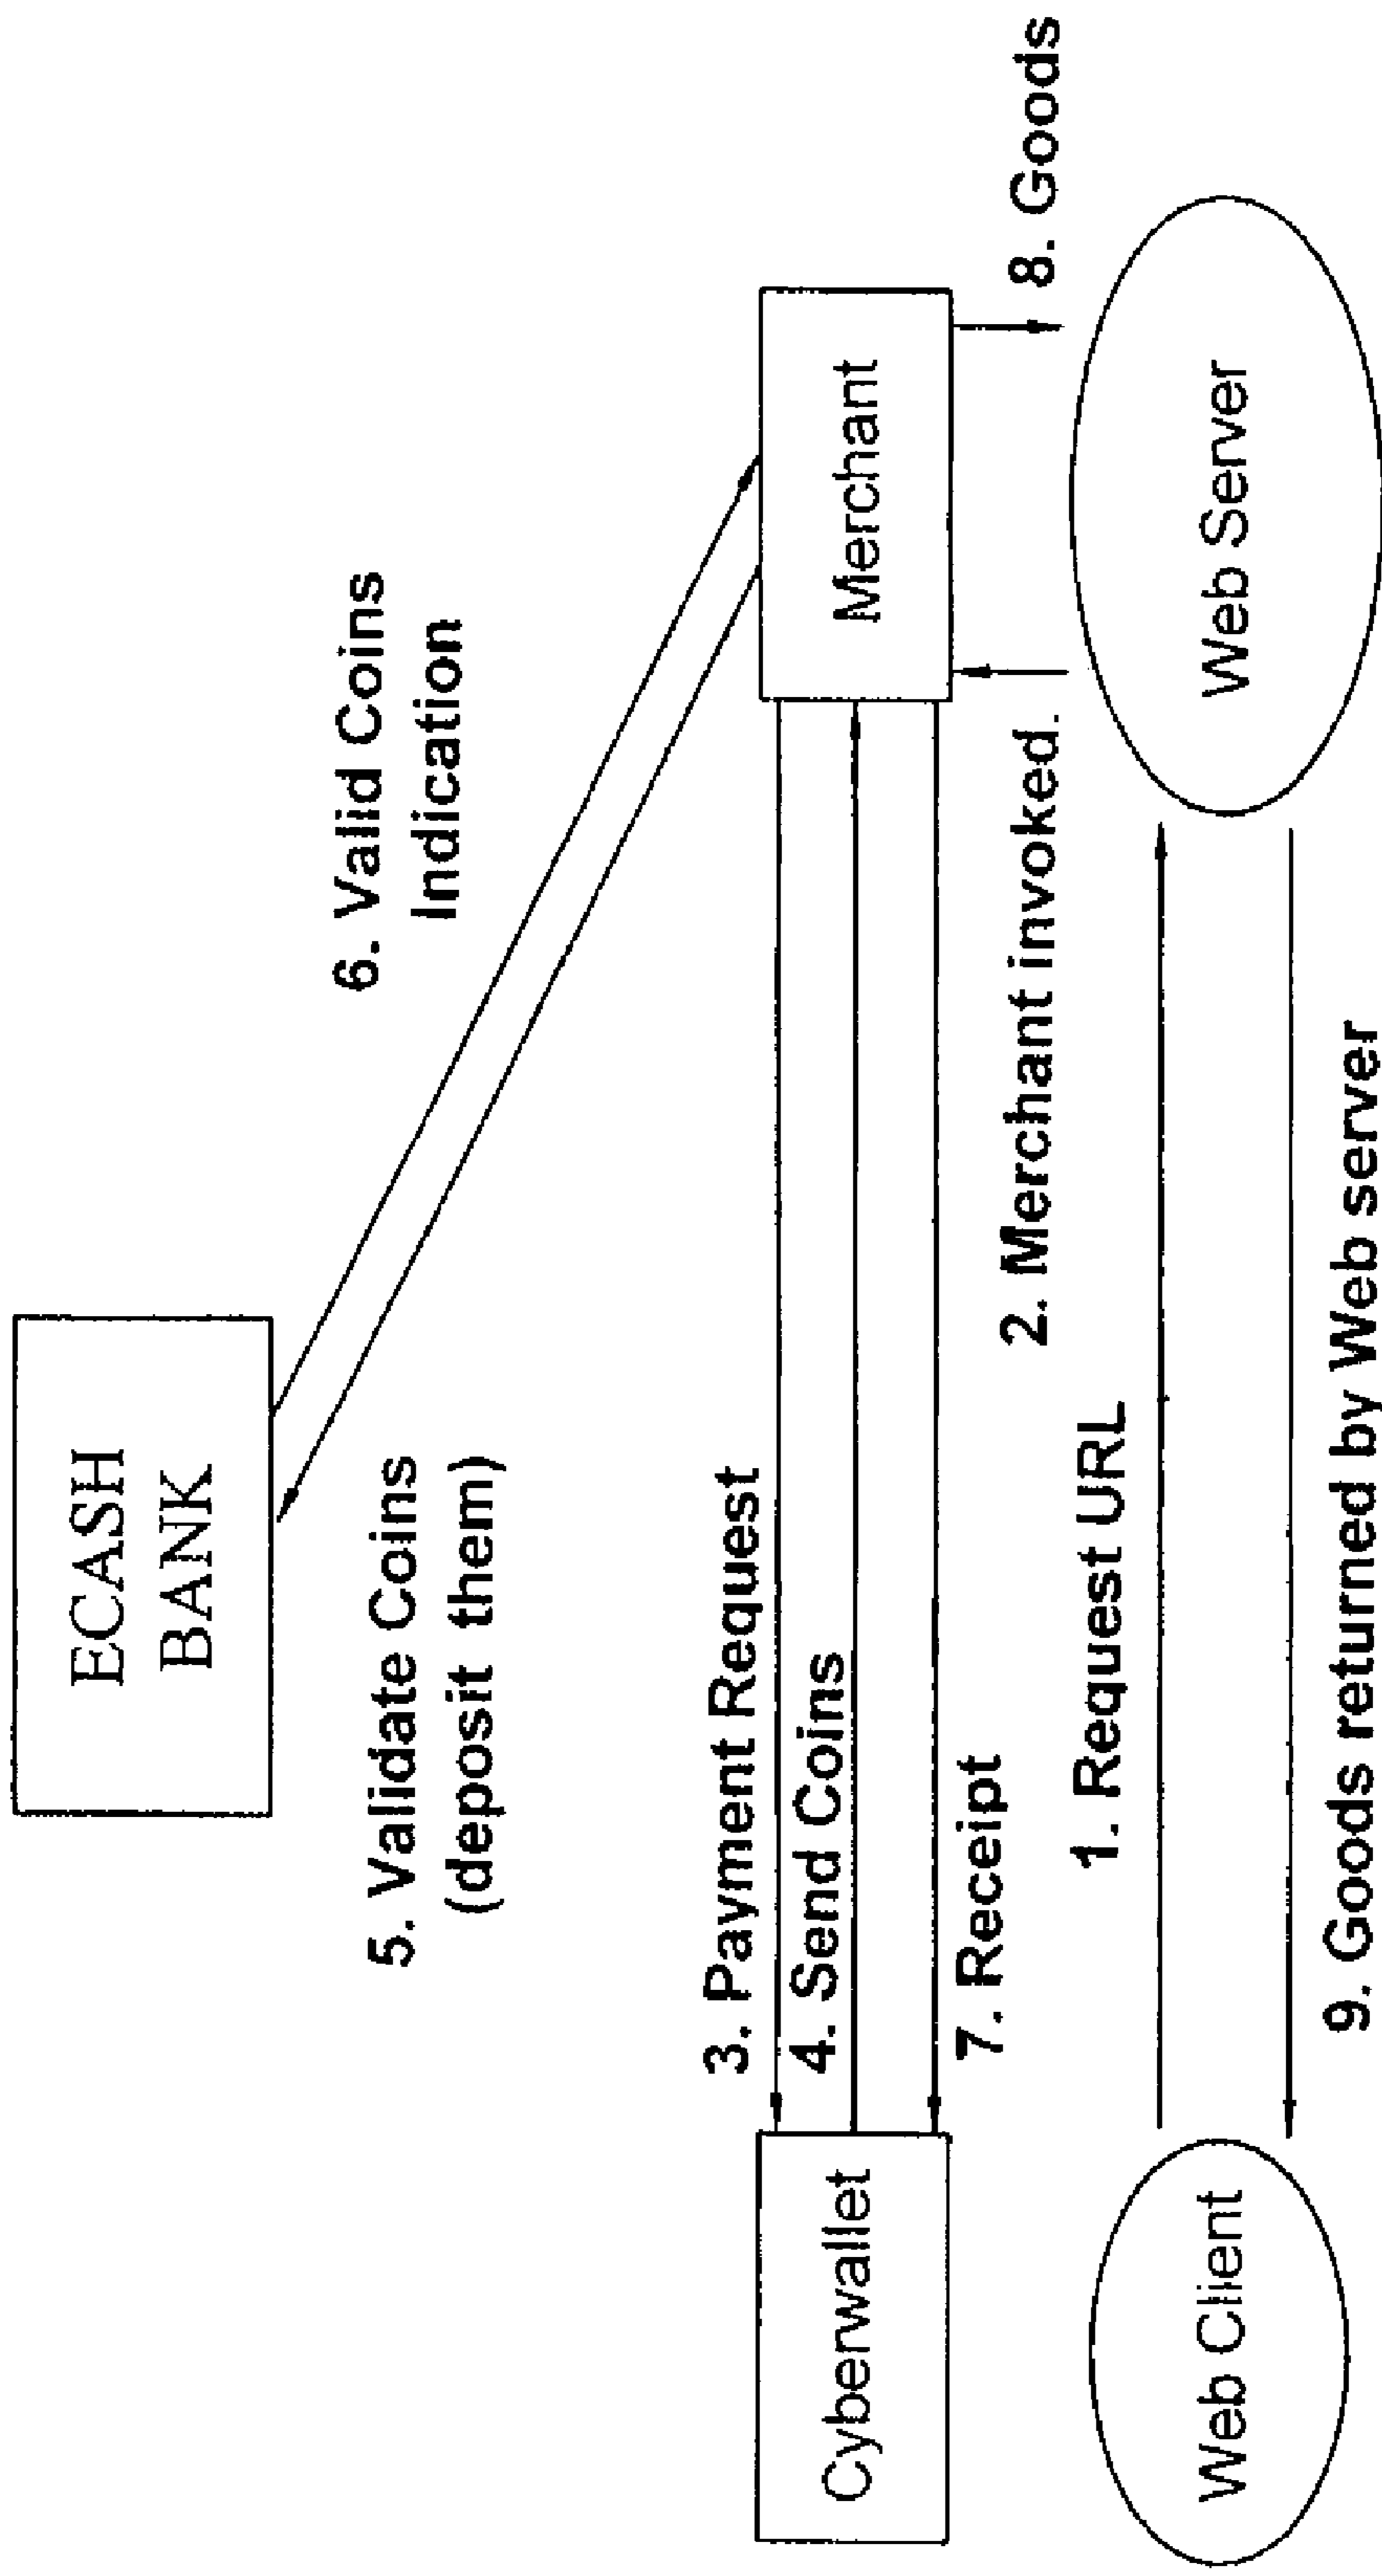 ECASH
BANK
5. Validate Coins
(deposit them)
6. Valid Coins
Indication
3. Payment Request
4. Send Coins
7. Receipt
Cyberwallet
Merchant
2. Merchant invoked.
8. Goods
1. Request URL
Web Client
Web Server
9. Goods returned by Web server